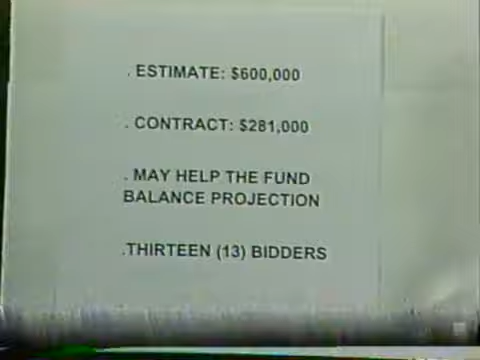 . ESTIMATE: $600,000
. CONTRACT: $281,000
. MAY HELP THE FUND
BALANCE PROJECTION
.THIRTEEN (13) BIDDERS